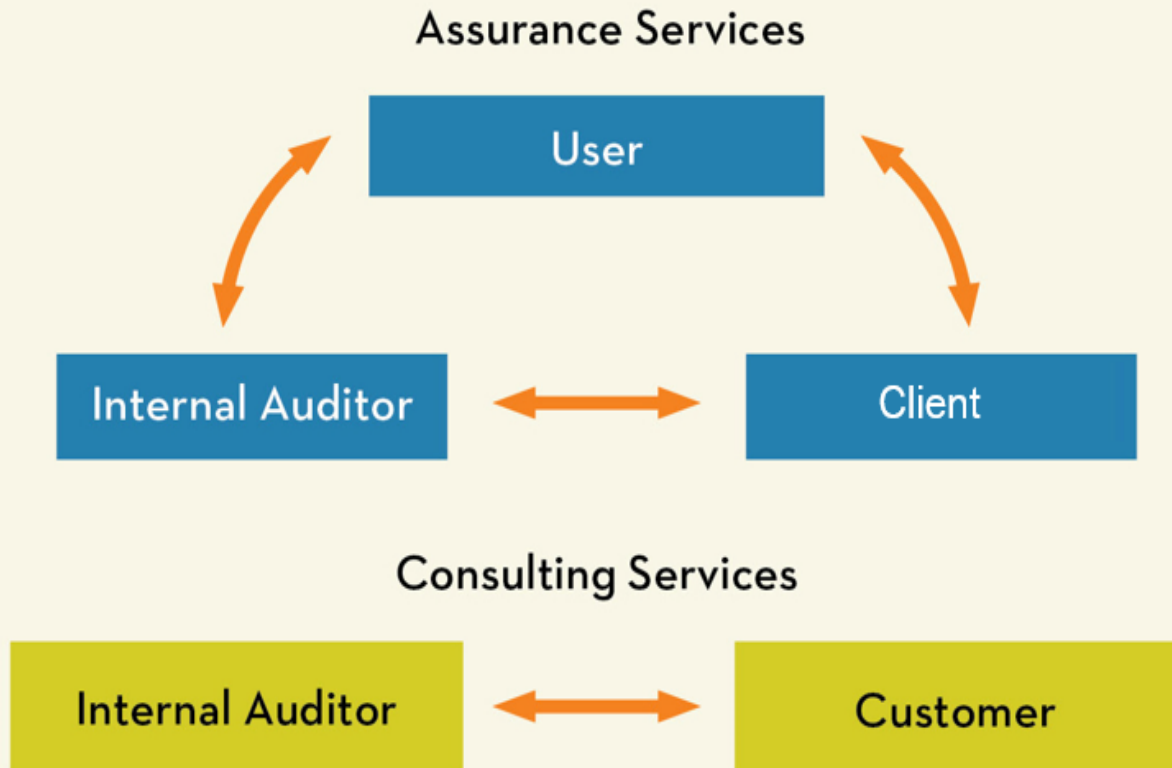 Assurance Services
User
Internal Auditor
Client
Consulting Services
Internal Auditor
Customer